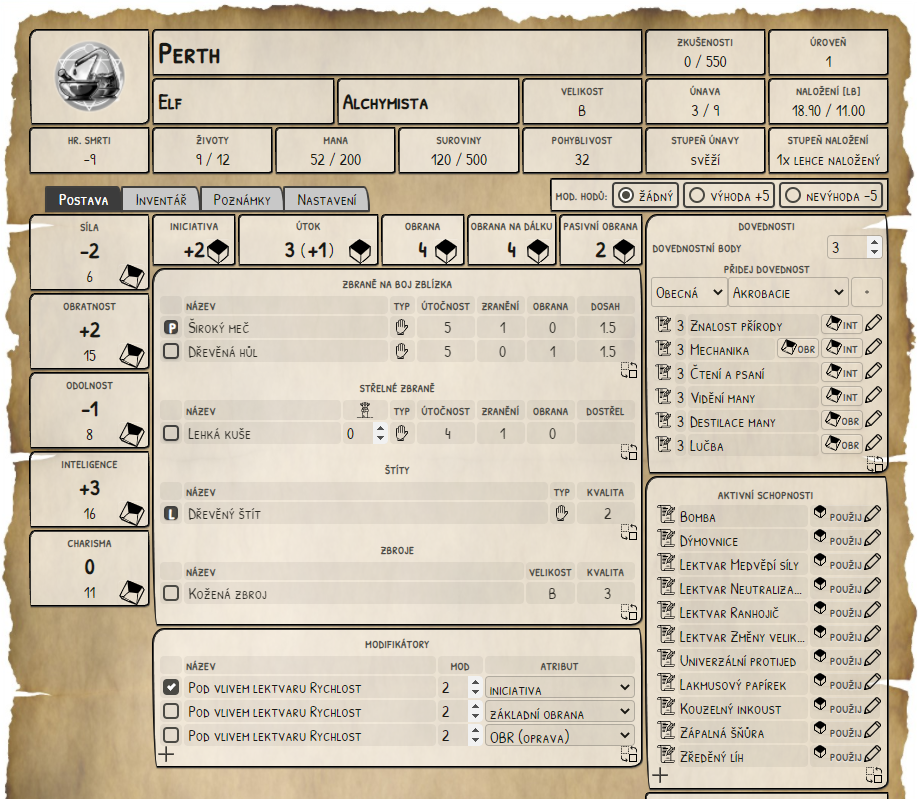 Perth
Zkušenosti
0 / 550
Úroveň
1
Elf
Alchymista
Velikost
B
Únava
3 / 9
Naložení [lb]
18.90 / 11.00
Hr. smrti
-9
Životy
9 / 12
Mana
52 / 200
Suroviny
120 / 500
Pohyblivost
32
Stupeň únavy
svěží
Stupeň naložení
1x lehce naložený
Postava Inventář Poznámky Nastavení
Mod. hodů: žádný výhoda +5 nevýhoda -5
Síla
-2
6
Obratnost
+2
15
Odolnost
-1
8
Inteligence
+3
16
Charisma
0
11
Iniciativa
+2
Útok
3 (+1)
Obrana
4
Obrana na dálku
4
Pasivní obrana
2
Zbraně na boj zblízka
Název Typ Útočnost Zranění Obrana Dosah
P Široký meč 5 1 0 1.5
Dřevěná hůl 5 0 1 1.5
Střelné zbraně
Název Typ Útočnost Zranění Obrana Dostřel
Lehká kuše 0 4 1 0
Štíty
Název Typ Kvalita
L Dřevěný štít 2
Zbroje
Název Velikost Kvalita
Kožená zbroj B 3
Modifikátory
Název Mod Atribut
Pod vlivem lektvaru Rychlost 2 iniciativa
Pod vlivem lektvaru Rychlost 2 základní obrana
Pod vlivem lektvaru Rychlost 2 OBR (oprava)
Dovednosti
Dovednostní body 3
Přidej dovednost
Obecná Akrobacie
3 Znalost přírody INT
3 Mechanika OBR INT
3 Čtení a psaní INT
3 Vidění many INT
3 Destilace many OBR
3 Lučba OBR
Aktivní schopnosti
Bomba použij
Dýmovnice použij
Lektvar Medvědí síly použij
Lektvar Neutraliza... použij
Lektvar Ranhojič použij
Lektvar Změny velik... použij
Univerzální protijed použij
Lakmusový papírek použij
Kouzelný inkoust použij
Zápalná šňůra použij
Zředěný líh použij